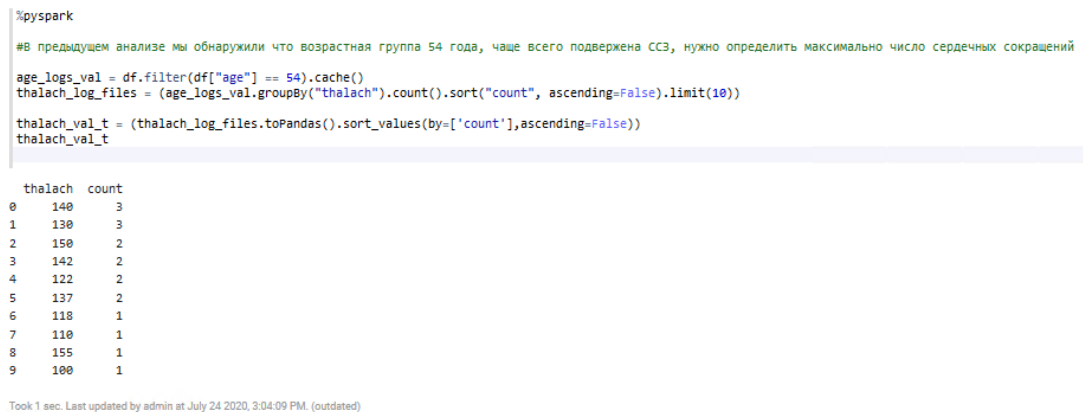 %pyspark
#В предыдущем анализе мы обнаружили что возрастная группа 54 года, чаще всего подвержена ССЗ, нужно определить максимально число сердечных сокращений
age_logs_val = df.filter(df["age"] == 54).cache()
thalach_log_files = (age_logs_val.groupBy("thalach").count().sort("count", ascending=False).limit(10))
thalach_val_t = (thalach_log_files.toPandas().sort_values(by=['count'],ascending=False))
thalach_val_t
thalach count
0 140 3
1 130 3
2 150 2
3 142 2
4 122 2
5 137 2
6 118 1
7 110 1
8 155 1
9 100 1
Took 1 sec. Last updated by admin at July 24 2020, 3:04:09 PM. (outdated)